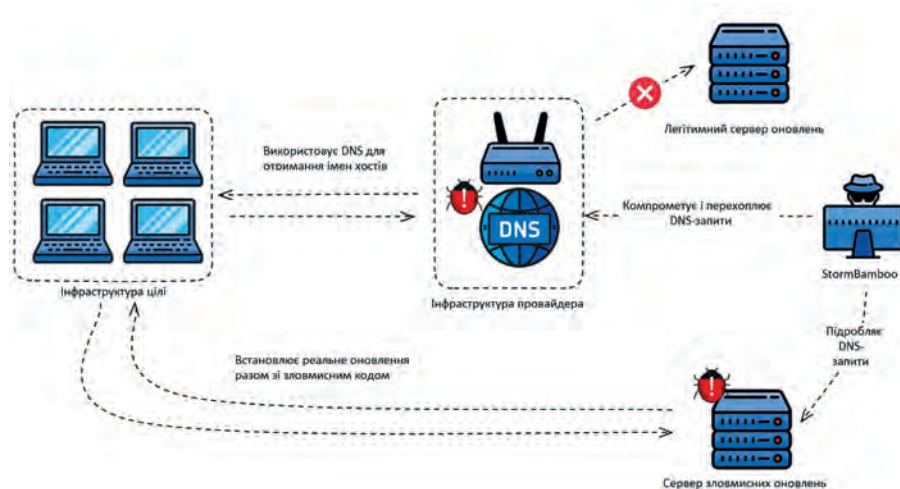 Легітимний сервер оновлень
Використовує DNS для
отримання імен хостів
Компрометує і перехоплює
DNS-запити
DNS
StormBamboo
Інфраструктура цілі
Інфраструктура провайдера
Підробляє
DNS-
запити
Встановлює реальне оновлення
разом зі зловмисним кодом
Сервер зловмисних оновлень